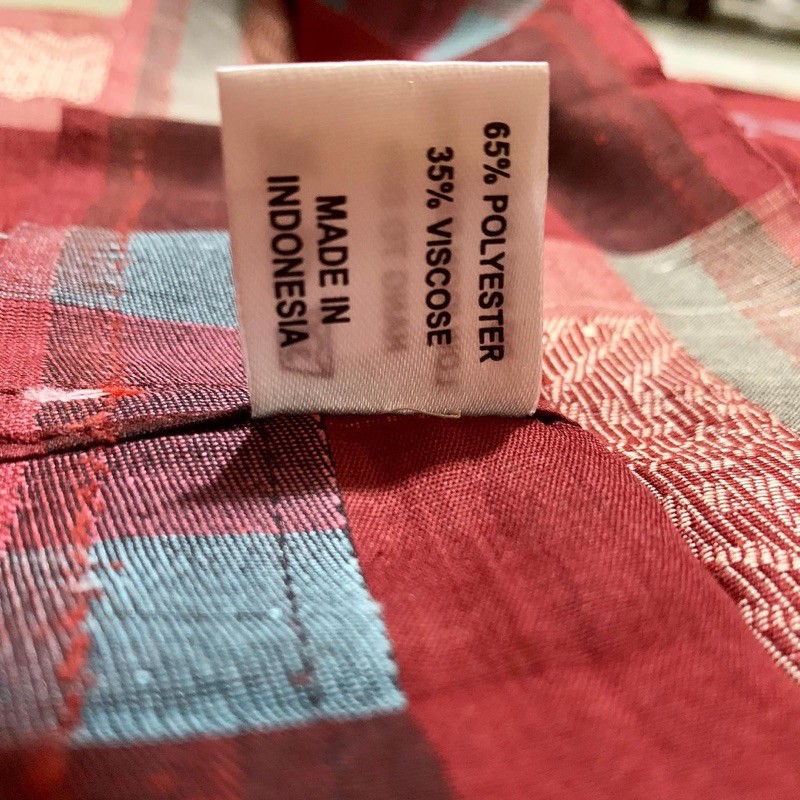 65% POLYESTER
35% VISCOSE
MADE IN
INDONESIA